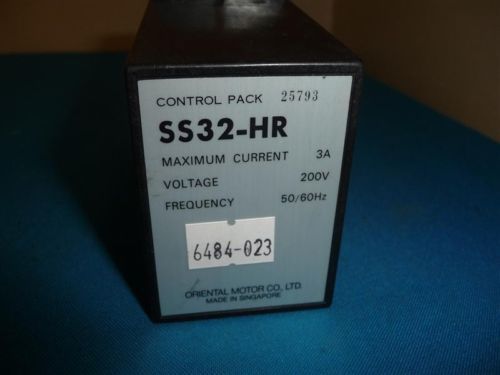 CONTROL PACK 25793
SS32-HR
MAXIMUM CURRENT 3A
VOLTAGE 200V
FREQUENCY 50/60Hz
6484-023
ORIENTAL MOTOR CO., LTD.
MADE IN SINGAPORE